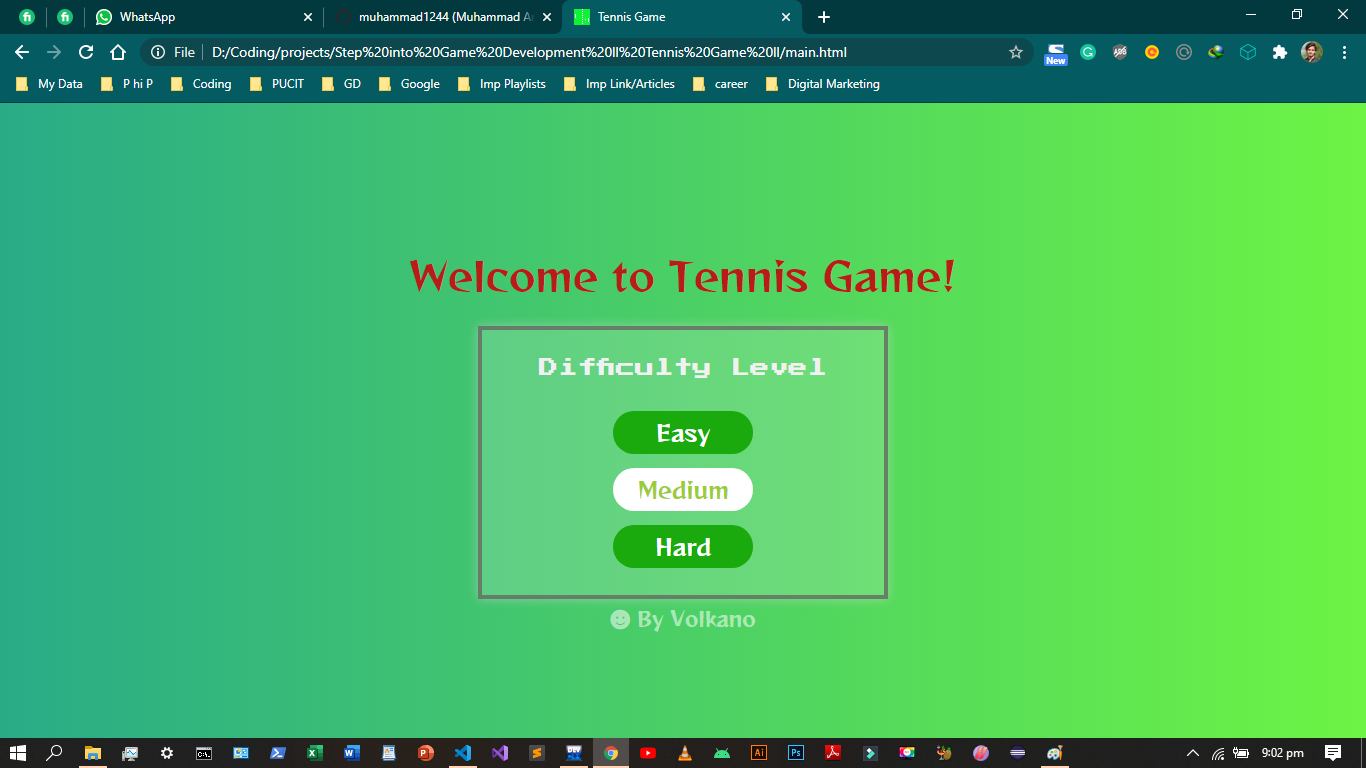 WhatsApp
muhammad1244 (Muhammad A
Tennis Game
File
D:/Coding/projects/Step%20into%20Game%20Development%20II%20Tennis%20Game%20II/main.html
New
My Data
P hi P
Coding
PUCIT
GD
Google
Imp Playlists
Imp Link/Articles
career
Digital Marketing
Welcome to Tennis Game!
Difficulty Level
Easy
Medium
Hard
By Volkano
9:02 pm